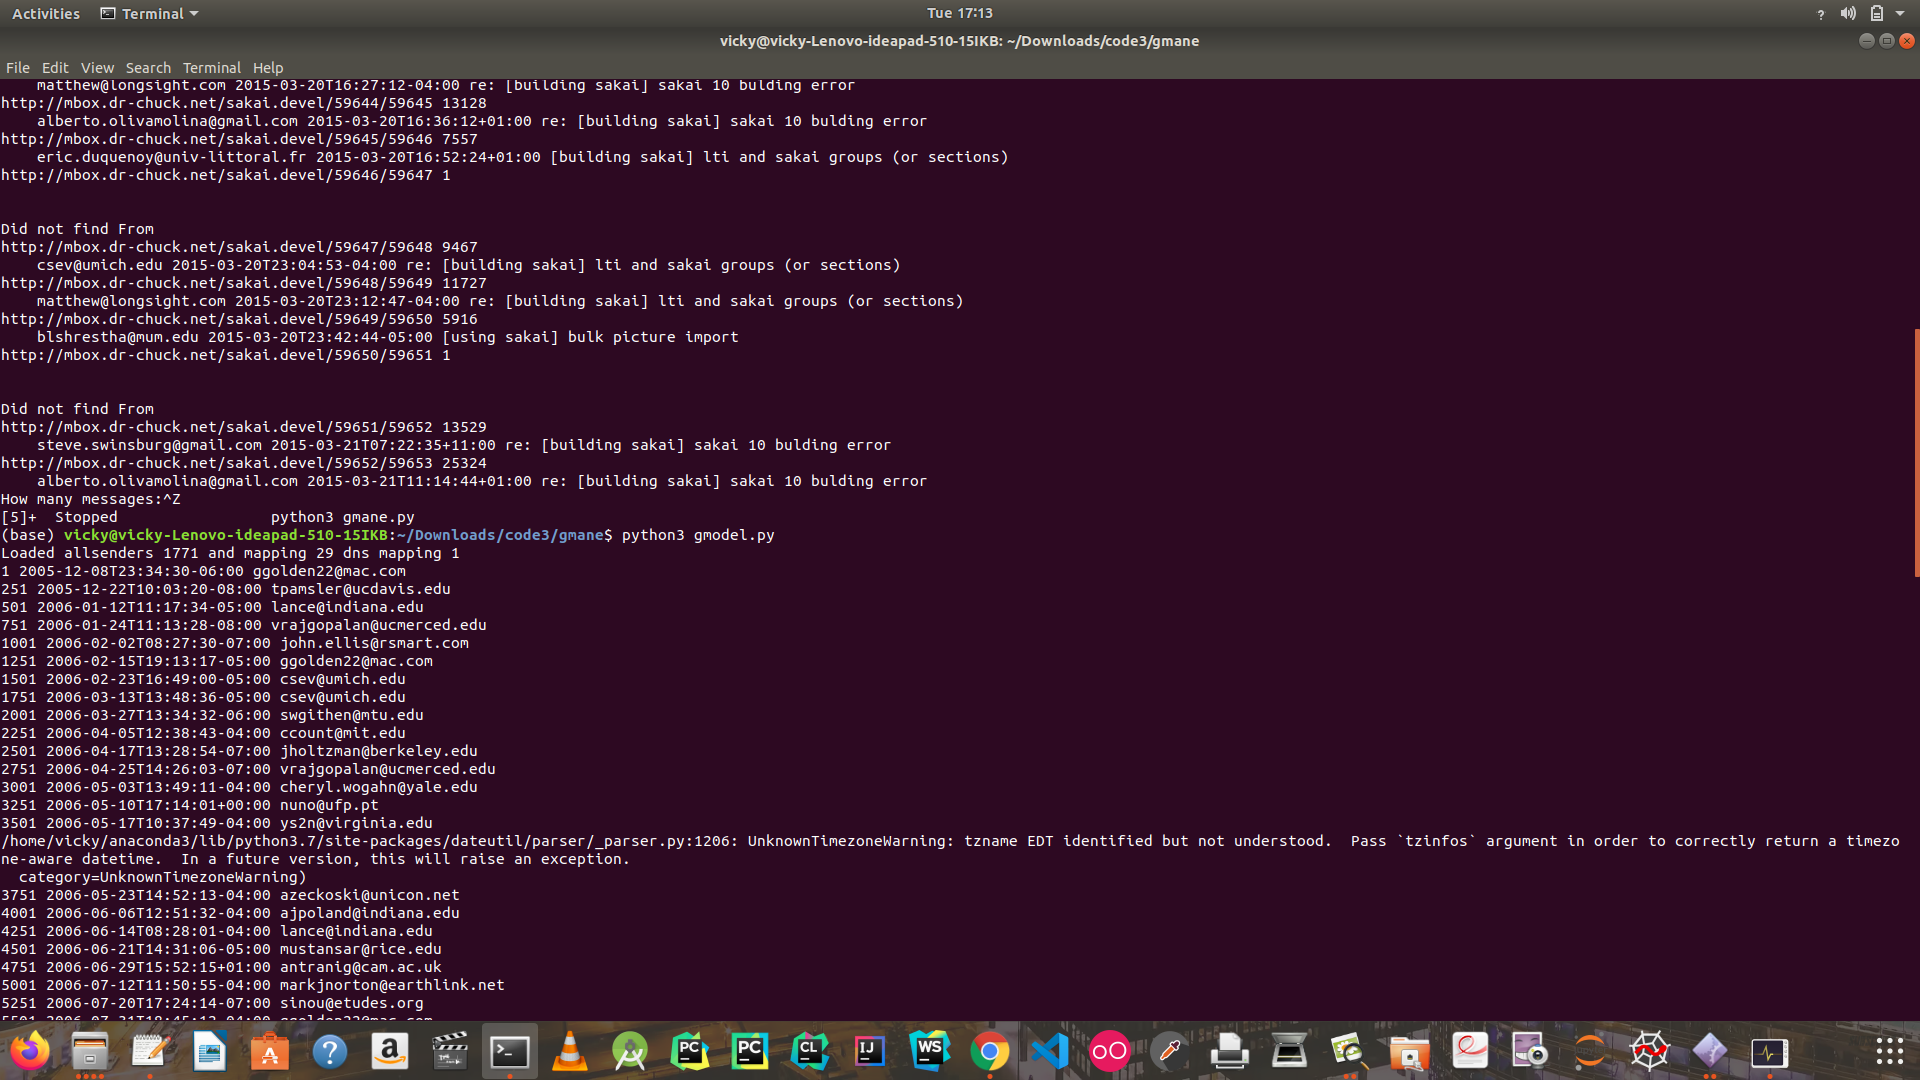 Activities Terminal Tue 17:13
vicky@vicky-Lenovo-ideapad-510-15IKB: ~/Downloads/code3/gmane
File Edit View Search Terminal Help
    matthew@longsight.com 2015-03-20T16:27:12-04:00 re: [building sakai] sakai 10 bulding error
http://mbox.dr-chuck.net/sakai.devel/59644/59645 13128
    alberto.olivamolina@gmail.com 2015-03-20T16:36:12+01:00 re: [building sakai] sakai 10 bulding error
http://mbox.dr-chuck.net/sakai.devel/59645/59646 7557
    eric.duquenoy@univ-littoral.fr 2015-03-20T16:52:24+01:00 [building sakai] lti and sakai groups (or sections)
http://mbox.dr-chuck.net/sakai.devel/59646/59647 1
Did not find From
http://mbox.dr-chuck.net/sakai.devel/59647/59648 9467
    csev@umich.edu 2015-03-20T23:04:53-04:00 re: [building sakai] lti and sakai groups (or sections)
http://mbox.dr-chuck.net/sakai.devel/59648/59649 11727
    matthew@longsight.com 2015-03-20T23:12:47-04:00 re: [building sakai] lti and sakai groups (or sections)
http://mbox.dr-chuck.net/sakai.devel/59649/59650 5916
    blshrestha@mum.edu 2015-03-20T23:42:44-05:00 [using sakai] bulk picture import
http://mbox.dr-chuck.net/sakai.devel/59650/59651 1
Did not find From
http://mbox.dr-chuck.net/sakai.devel/59651/59652 13529
    steve.swinsburg@gmail.com 2015-03-21T07:22:35+11:00 re: [building sakai] sakai 10 bulding error
http://mbox.dr-chuck.net/sakai.devel/59652/59653 25324
    alberto.olivamolina@gmail.com 2015-03-21T11:14:44+01:00 re: [building sakai] sakai 10 bulding error
How many messages:^Z
[5]+  Stopped                 python3 gmane.py
(base) vicky@vicky-Lenovo-ideapad-510-15IKB:~/Downloads/code3/gmane$ python3 gmodel.py
Loaded allsenders 1771 and mapping 29 dns mapping 1
1 2005-12-08T23:34:30-06:00 ggolden22@mac.com
251 2005-12-22T10:03:20-08:00 tpamsler@ucdavis.edu
501 2006-01-12T11:17:34-05:00 lance@indiana.edu
751 2006-01-24T11:13:28-08:00 vrajgopalan@ucmerced.edu
1001 2006-02-02T08:27:30-07:00 john.ellis@rsmart.com
1251 2006-02-15T19:13:17-05:00 ggolden22@mac.com
1501 2006-02-23T16:49:00-05:00 csev@umich.edu
1751 2006-03-13T13:48:36-05:00 csev@umich.edu
2001 2006-03-27T13:34:32-06:00 swgithen@mtu.edu
2251 2006-04-05T12:38:43-04:00 ccount@mit.edu
2501 2006-04-17T13:28:54-07:00 jholtzman@berkeley.edu
2751 2006-04-25T14:26:03-07:00 vrajgopalan@ucmerced.edu
3001 2006-05-03T13:49:11-04:00 cheryl.wogahn@yale.edu
3251 2006-05-10T17:14:01+00:00 nuno@ufp.pt
3501 2006-05-17T10:37:49-04:00 ys2n@virginia.edu
/home/vicky/anaconda3/lib/python3.7/site-packages/dateutil/parser/_parser.py:1206: UnknownTimezoneWarning: tzname EDT identified but not understood.  Pass `tzinfos` argument in order to correctly return a timezo
ne-aware datetime.  In a future version, this will raise an exception.
  category=UnknownTimezoneWarning)
3751 2006-05-23T14:52:13-04:00 azeckoski@unicon.net
4001 2006-06-06T12:51:32-04:00 ajpoland@indiana.edu
4251 2006-06-14T08:28:01-04:00 lance@indiana.edu
4501 2006-06-21T14:31:06-05:00 mustansar@rice.edu
4751 2006-06-29T15:52:15+01:00 antranig@cam.ac.uk
5001 2006-07-12T11:50:55-04:00 markjnorton@earthlink.net
5251 2006-07-20T17:24:14-07:00 sinou@etudes.org
5501 2006-07-31T18:45:12-04:00 ggolden22@mac.com